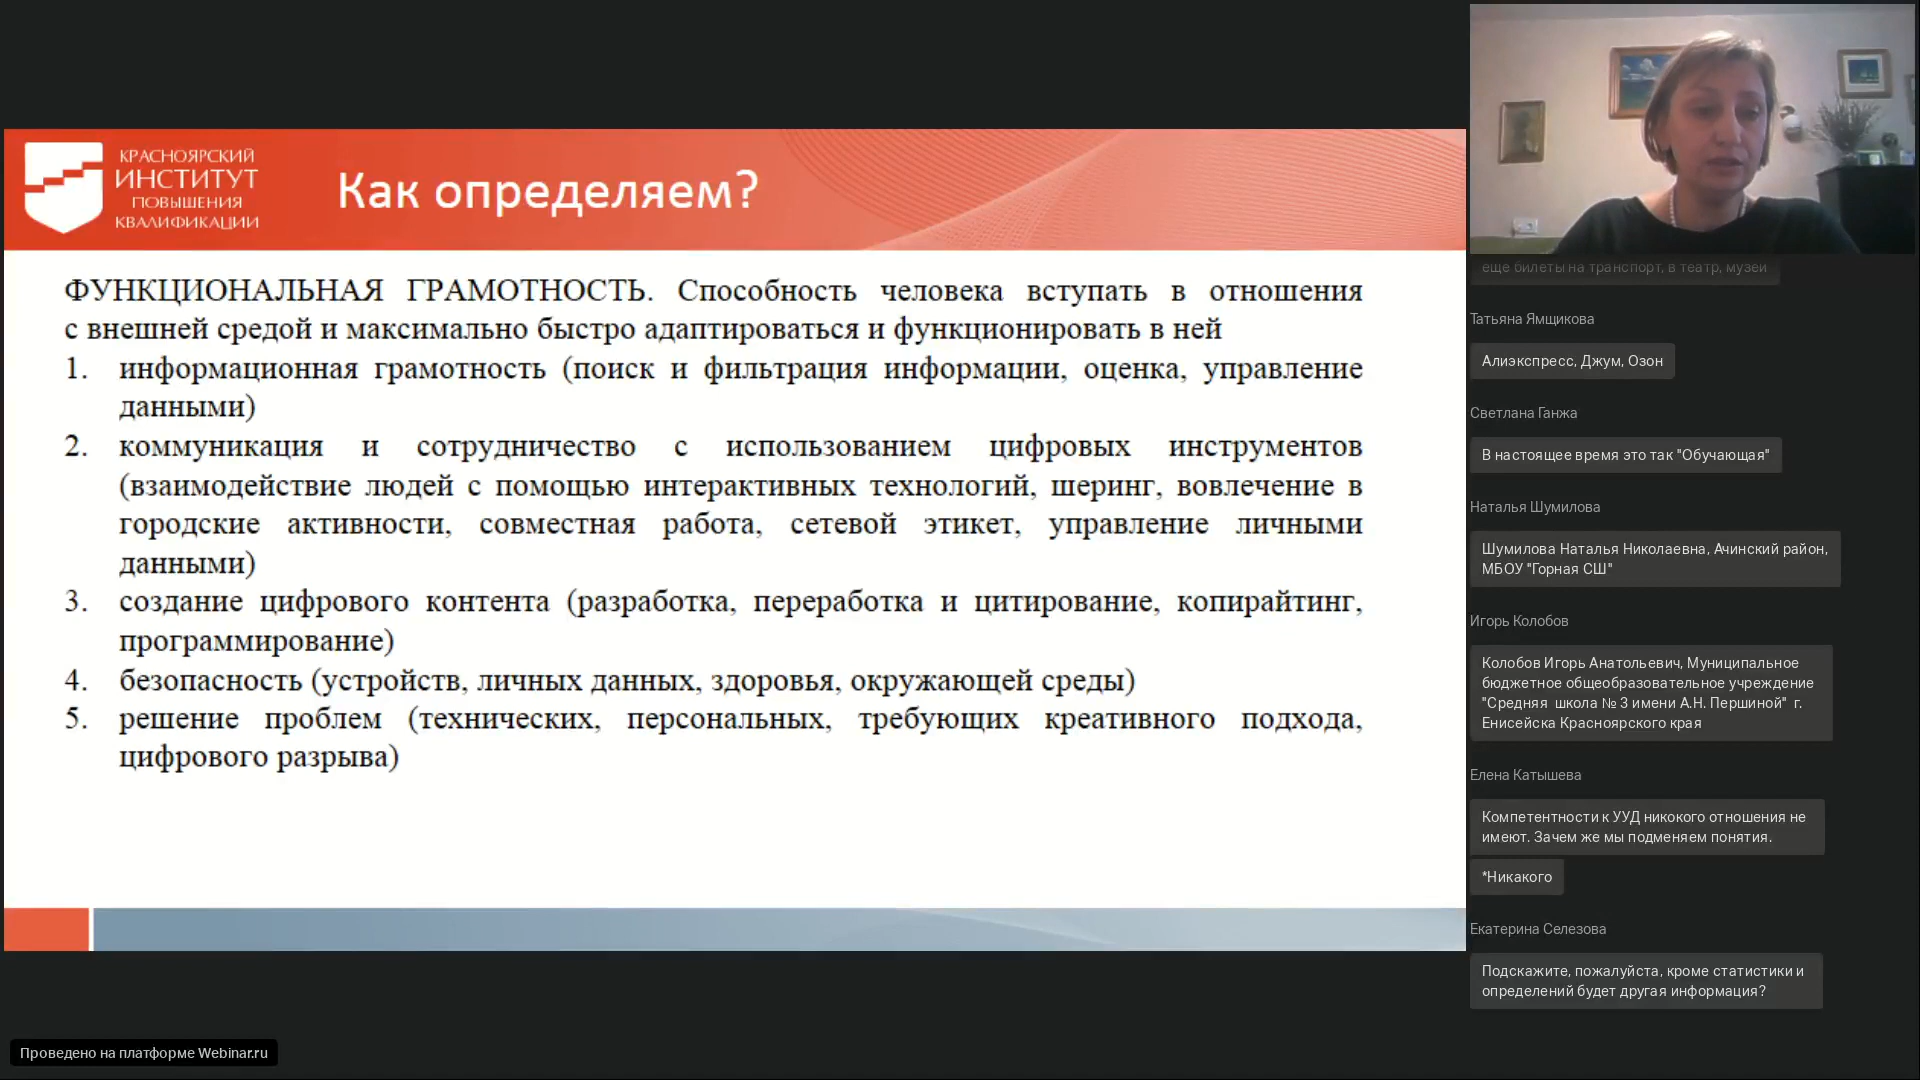 КРАСНОЯРСКИЙ
ИНСТИТУТ
ПОВЫШЕНИЯ
КВАЛИФИКАЦИИ
Как определяем?
ФУНКЦИОНАЛЬНАЯ ГРАМОТНОСТЬ. Способность человека вступать в отношения
с внешней средой и максимально быстро адаптироваться и функционировать в ней
1. информационная грамотность (поиск и фильтрация информации, оценка, управление
данными)
2. коммуникация и сотрудничество с использованием цифровых инструментов
(взаимодействие людей с помощью интерактивных технологий, шеринг, вовлечение в
городские активности, совместная работа, сетевой этикет, управление личными
данными)
3. создание цифрового контента (разработка, переработка и цитирование, копирайтинг,
программирование)
4. безопасность (устройств, личных данных, здоровья, окружающей среды)
5. решение проблем (технических, персональных, требующих креативного подхода,
цифрового разрыва)
еще билеты на транспорт, в театр, музеи
Татьяна Ямщикова
Алиэкспресс, Джум, Озон
Светлана Ганжа
В настоящее время это так "Обучающая"
Наталья Шумилова
Шумилова Наталья Николаевна, Ачинский район,
МБОУ "Горная СШ"
Игорь Колобов
Колобов Игорь Анатольевич, Муниципальное
бюджетное общеобразовательное учреждение
"Средняя школа № 3 имени А.Н. Першиной" г.
Енисейска Красноярского края
Елена Катышева
Компетентности к УУД никокого отношения не
имеют. Зачем же мы подменяем понятия.
*Никакого
Екатерина Селезова
Подскажите, пожалуйста, кроме статистики и
определений будет другая информация?
Проведено на платформе Webinar.ru